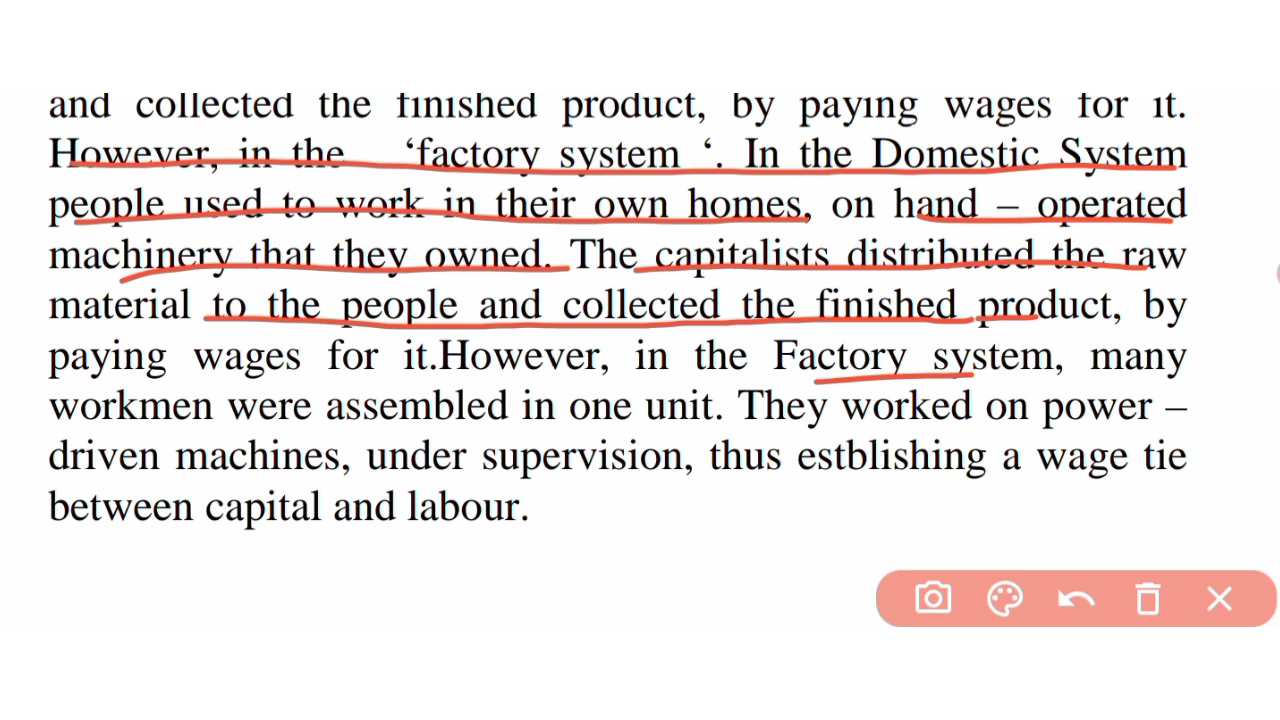 and collected the finished product, by paying wages for it.
However, in the ‘factory system ‘. In the Domestic System
people used to work in their own homes, on hand – operated
machinery that they owned. The capitalists distributed the raw
material to the people and collected the finished product, by
paying wages for it.However, in the Factory system, many
workmen were assembled in one unit. They worked on power –
driven machines, under supervision, thus estblishing a wage tie
between capital and labour.